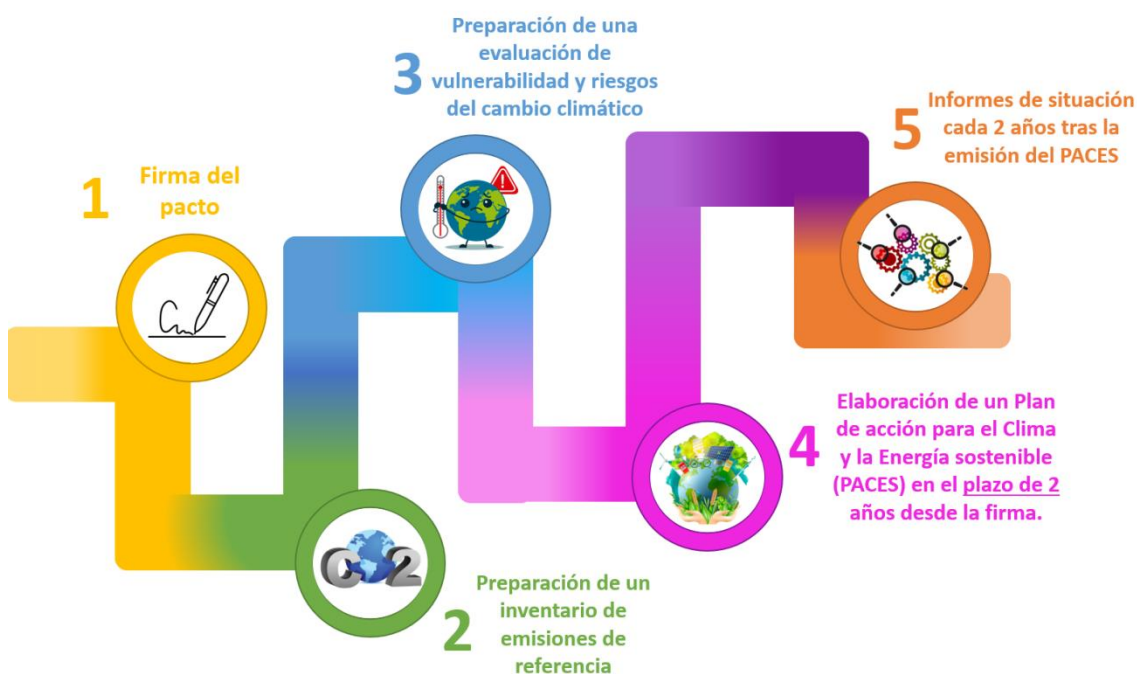 1
Firma del
pacto
2
Preparación de un
inventario de
emisiones de
referencia
CO2
3
Preparación de una
evaluación de
vulnerabilidad y riesgos
del cambio climático
4
Elaboración de un Plan
de acción para el Clima
y la Energía sostenible
(PACES) en el plazo de 2
años desde la firma.
5
Informes de situación
cada 2 años tras la
emisión del PACES